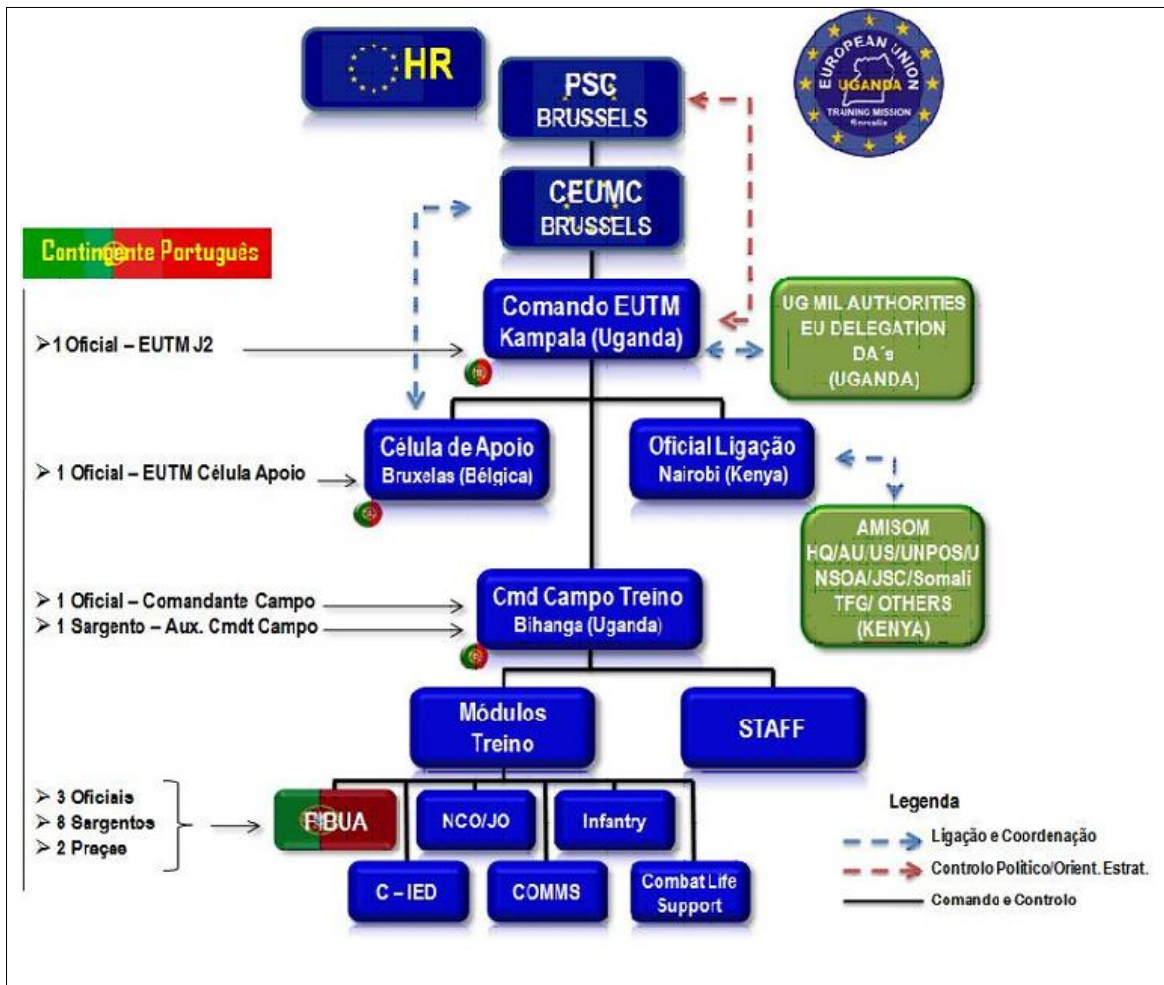 HR
PSC
BRUSSELS
EUROPEAN UNION
UGANDA
TRAINING MISSION
Somalia
CEUMC
BRUSSELS
Contingente Português
Comando EUTM
Kampala (Uganda)
UG MIL AUTHORITIES
EU DELEGATION
DA´s
(UGANDA)
➢1 Oficial – EUTM J2
Célula de Apoio
Bruxelas (Bélgica)
Oficial Ligação
Nairobi (Kenya)
➢ 1 Oficial – EUTM Célula Apoio
AMISOM
HQ/AU/US/UNPOS/U
NSOA/JSC/Somali
TFG/ OTHERS
(KENYA)
➢ 1 Oficial – Comandante Campo
➢ 1 Sargento – Aux. Cmdt Campo
Cmd Campo Treino
Bihanga (Uganda)
Módulos
Treino
STAFF
➢ 3 Oficiais
➢ 8 Sargentos
➢ 2 Praças
FIBUA
NCO/JO
Infantry
C – IED
COMMS
Combat Life
Support
Legenda
Ligação e Coordenação
Controlo Político/Orient. Estrat.
Comando e Controlo